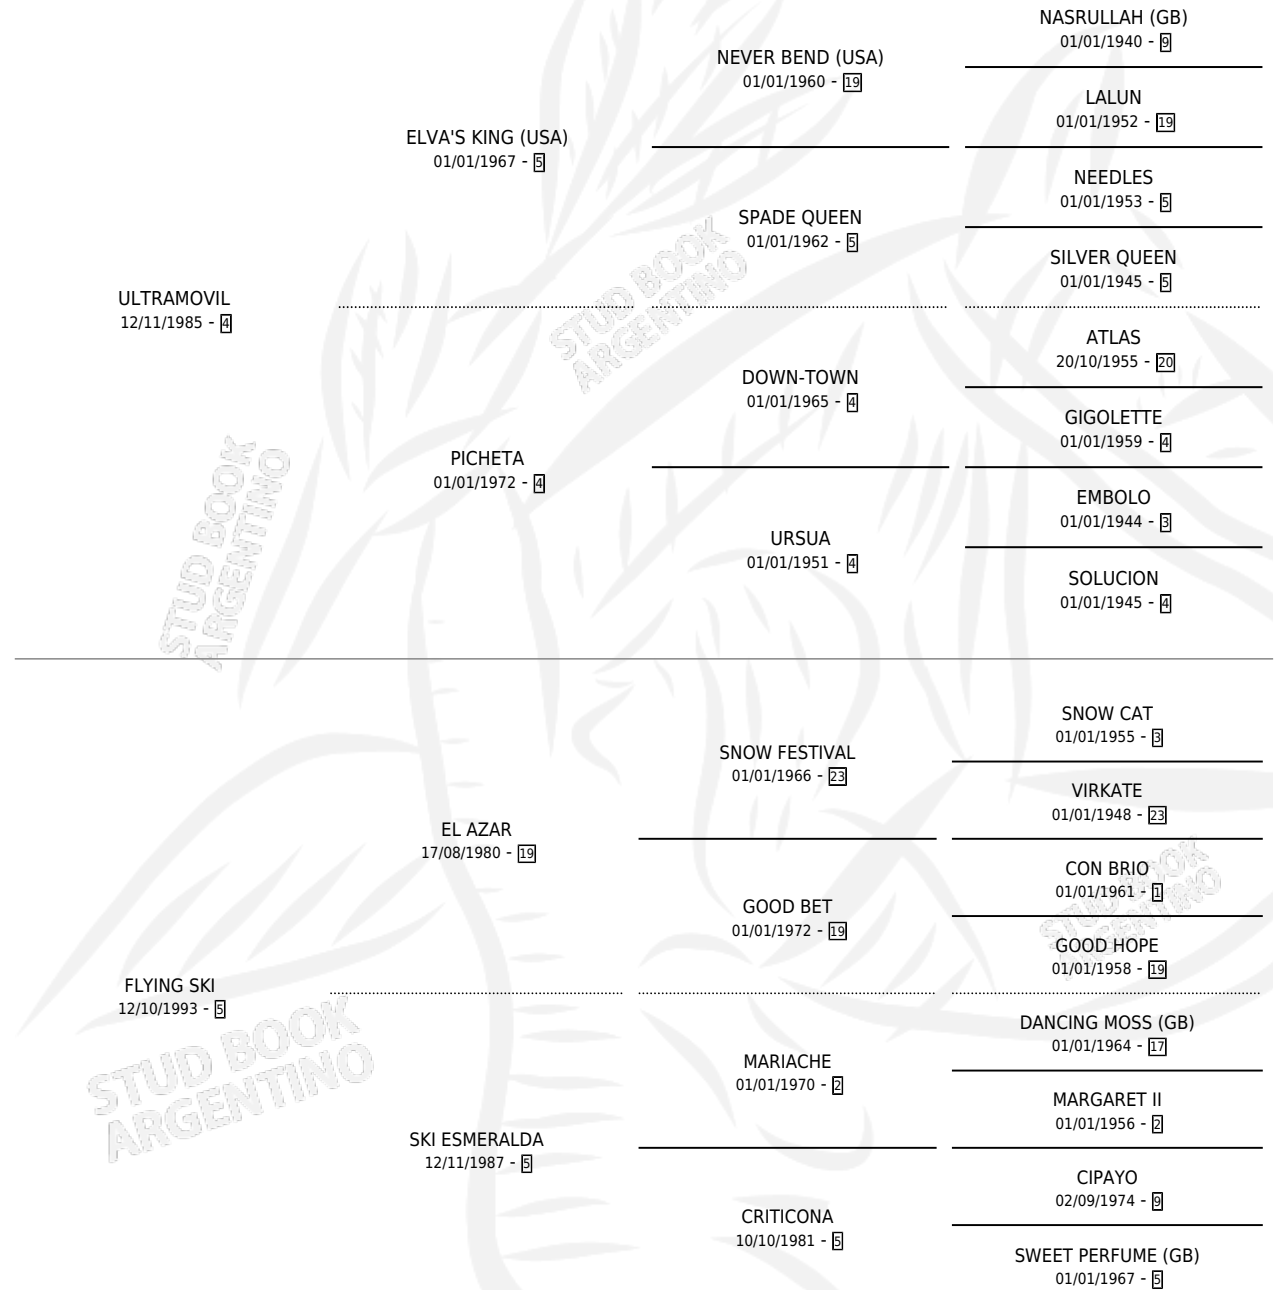 NASRULLAH (GB)
01/01/1940 - 9
NEVER BEND (USA)
01/01/1960 - 19
LALUN
01/01/1952 - 19
ELVA'S KING (USA)
01/01/1967 - 5
NEEDLES
01/01/1953 - 5
SPADE QUEEN
01/01/1962 - 5
SILVER QUEEN
01/01/1945 - 5
ULTRAMOVIL
12/11/1985 - 4
ATLAS
20/10/1955 - 20
DOWN-TOWN
01/01/1965 - 4
GIGOLETTE
01/01/1959 - 4
PICHETA
01/01/1972 - 4
EMBOLO
01/01/1944 - 3
URSUA
01/01/1951 - 4
SOLUCION
01/01/1945 - 4
STUD BOOK
ARGENTINO
STUD BOOK
ARGENTINO
SNOW CAT
01/01/1955 - 3
SNOW FESTIVAL
01/01/1966 - 23
VIRKATE
01/01/1948 - 23
EL AZAR
17/08/1980 - 19
CON BRIO
01/01/1961 - 1
GOOD BET
01/01/1972 - 19
GOOD HOPE
01/01/1958 - 19
STUD BOOK
ARGENTINO
FLYING SKI
12/10/1993 - 5
DANCING MOSS (GB)
01/01/1964 - 17
MARIACHE
01/01/1970 - 2
MARGARET II
01/01/1956 - 2
SKI ESMERALDA
12/11/1987 - 5
CIPAYO
02/09/1974 - 9
CRITICONA
10/10/1981 - 5
SWEET PERFUME (GB)
01/01/1967 - 5
STUD BOOK
ARGENTINO